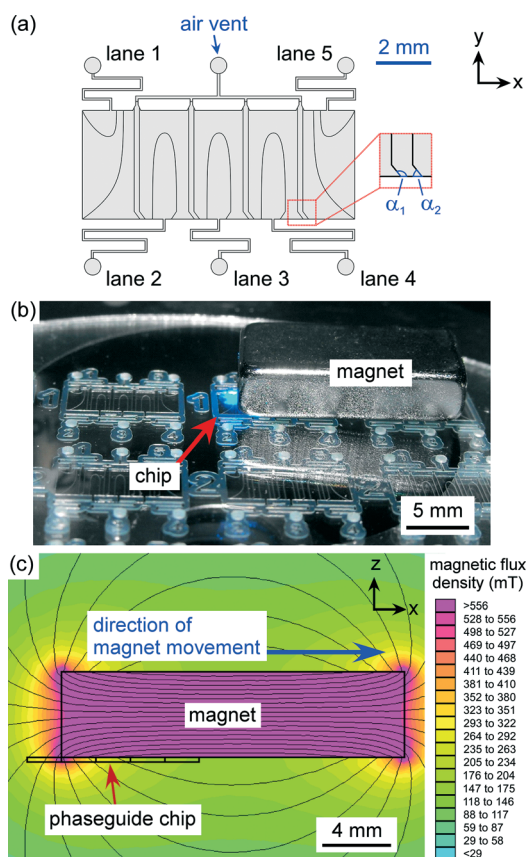 (a)
air vent
lane 1
lane 5
2 mm
y
x
α1
α2
lane 2
lane 3
lane 4
(b)
magnet
chip
5 mm
(c)
z
x
direction of
magnet movement
magnet
phaseguide chip
4 mm
magnetic flux
density (mT)
>556
528 to 556
498 to 527
469 to 497
440 to 468
411 to 439
381 to 410
352 to 380
323 to 351
293 to 322
264 to 292
235 to 263
205 to 234
176 to 204
147 to 175
118 to 146
88 to 117
59 to 87
29 to 58
<29